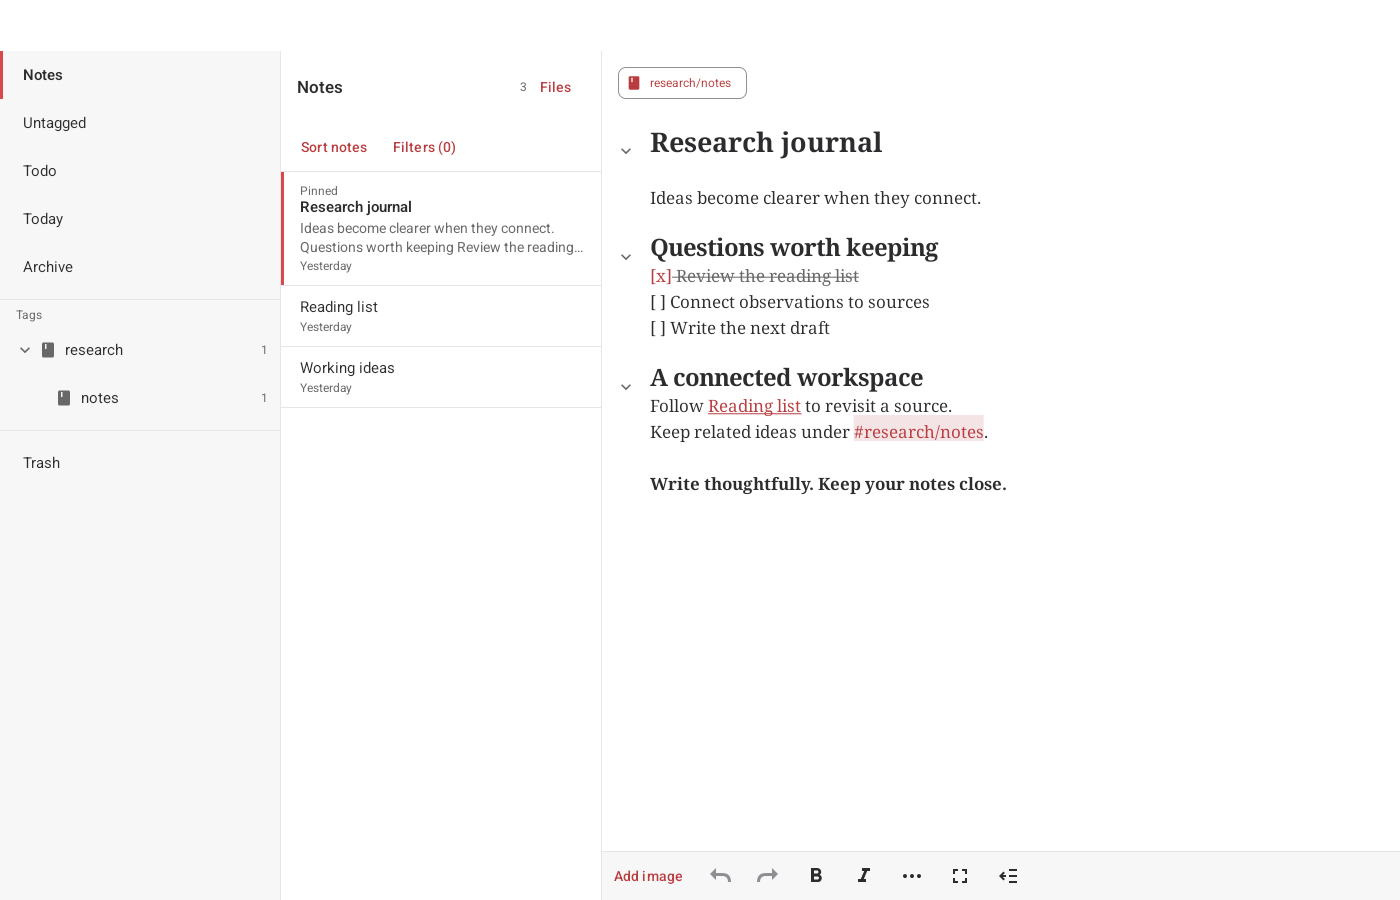 Notes
Untagged
Todo
Today
Archive
Tags
research 1
notes 1
Trash
Notes 3 Files
Sort notes Filters (0)
Pinned
Research journal
Ideas become clearer when they connect.
Questions worth keeping Review the reading...
Yesterday
Reading list
Yesterday
Working ideas
Yesterday
research/notes
Research journal
Ideas become clearer when they connect.
Questions worth keeping
[x] Review the reading list
[ ] Connect observations to sources
[ ] Write the next draft
A connected workspace
Follow Reading list to revisit a source.
Keep related ideas under #research/notes.
Write thoughtfully. Keep your notes close.
Add image B I